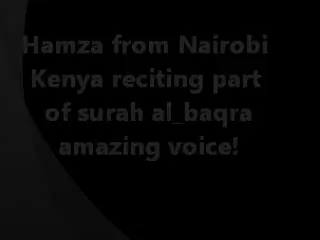 Hamza from Nairobi
Kenya reciting part
of surah al_baqra
amazing voice!